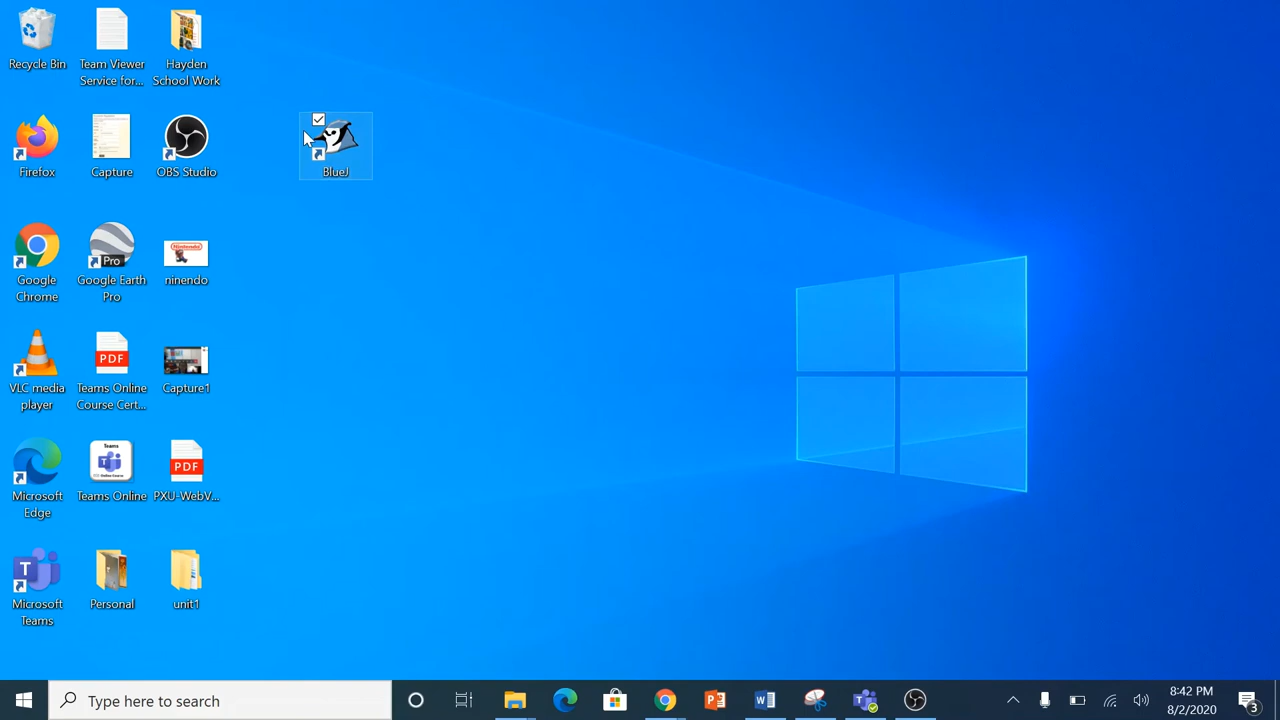 Recycle Bin
Team Viewer
Service for...
Hayden
School Work
Firefox
Capture
OBS Studio
BlueJ
Google
Chrome
Pro
Google Earth
Pro
Nintendo
ninendo
VLC media
player
PDF
Teams Online
Course Cert...
Capture1
Microsoft
Edge
Teams
Teams Online
PDF
PXU-WebV...
T
Microsoft
Teams
Personal
unit1
Type here to search
8:42 PM
8/2/2020
3